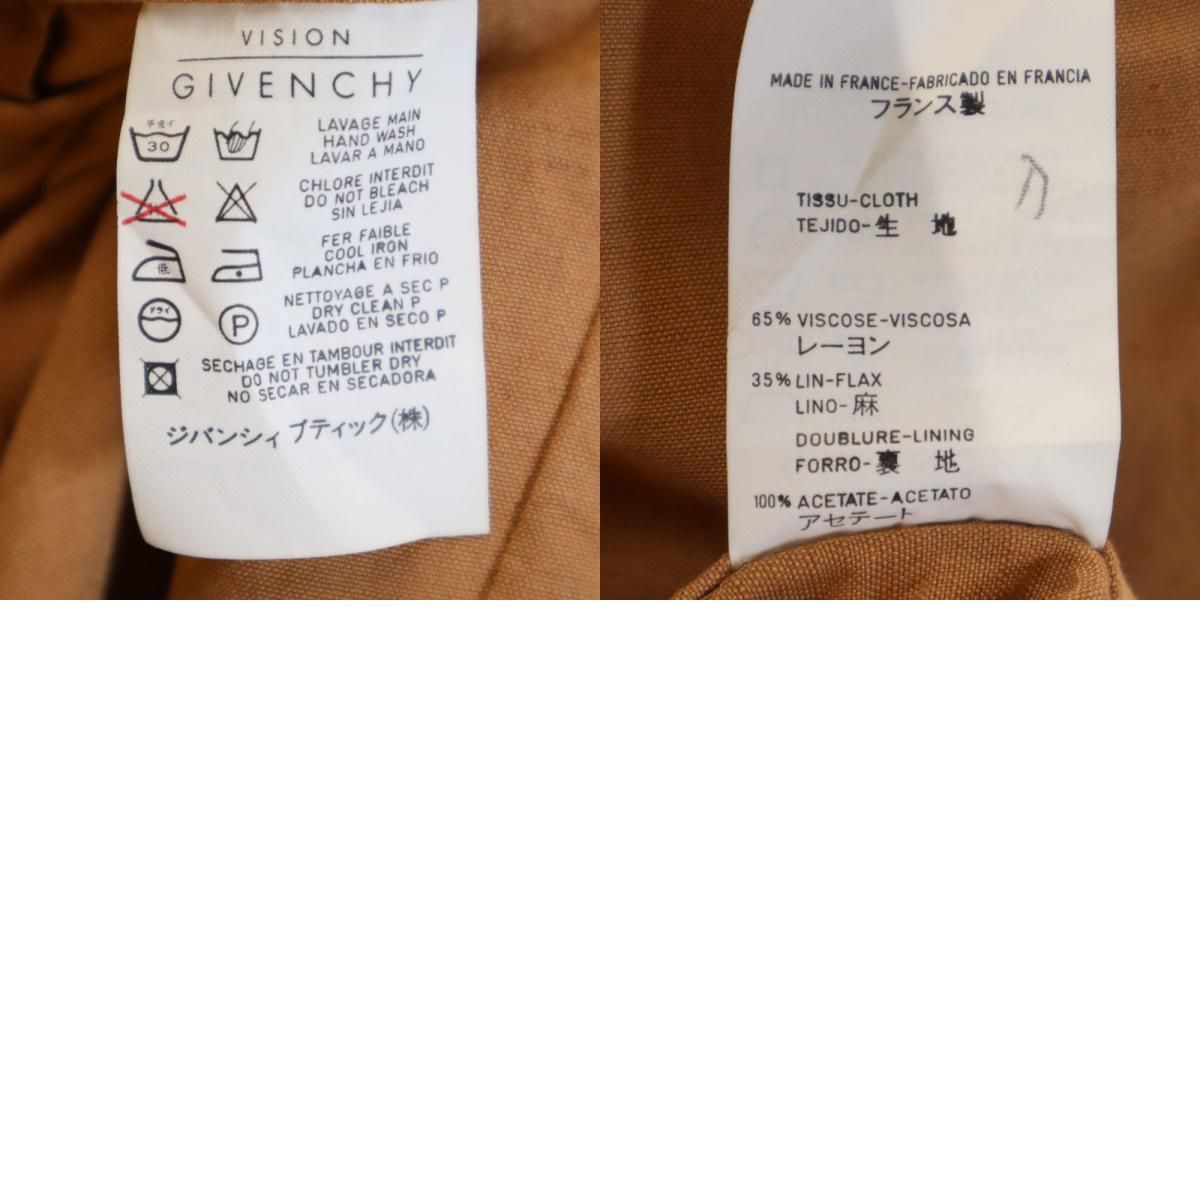 VISION
GIVENCHY
手洗イ
30
LAVAGE MAIN
HAND WASH
LAVAR A MANO
CHLORE INTERDIT
DO NOT BLEACH
SIN LEJIA
低
FER FAIBLE
COOL IRON
PLANCHA EN FRIO
ドライ
P
NETTOYAGE A SEC P
DRY CLEAN P
LAVADO EN SECO P
SECHAGE EN TAMBOUR INTERDIT
DO NOT TUMBLER DRY
NO SECAR EN SECADORA
ジバンシィ ブティック(株)
MADE IN FRANCE-FABRICADO EN FRANCIA
フランス製
TISSU-CLOTH
TEJIDO-生 地
65% VISCOSE-VISCOSA
レーヨン
35% LIN-FLAX
LINO-麻
DOUBLURE-LINING
FORRO-裏 地
100% ACETATE-ACETATO
アセテート